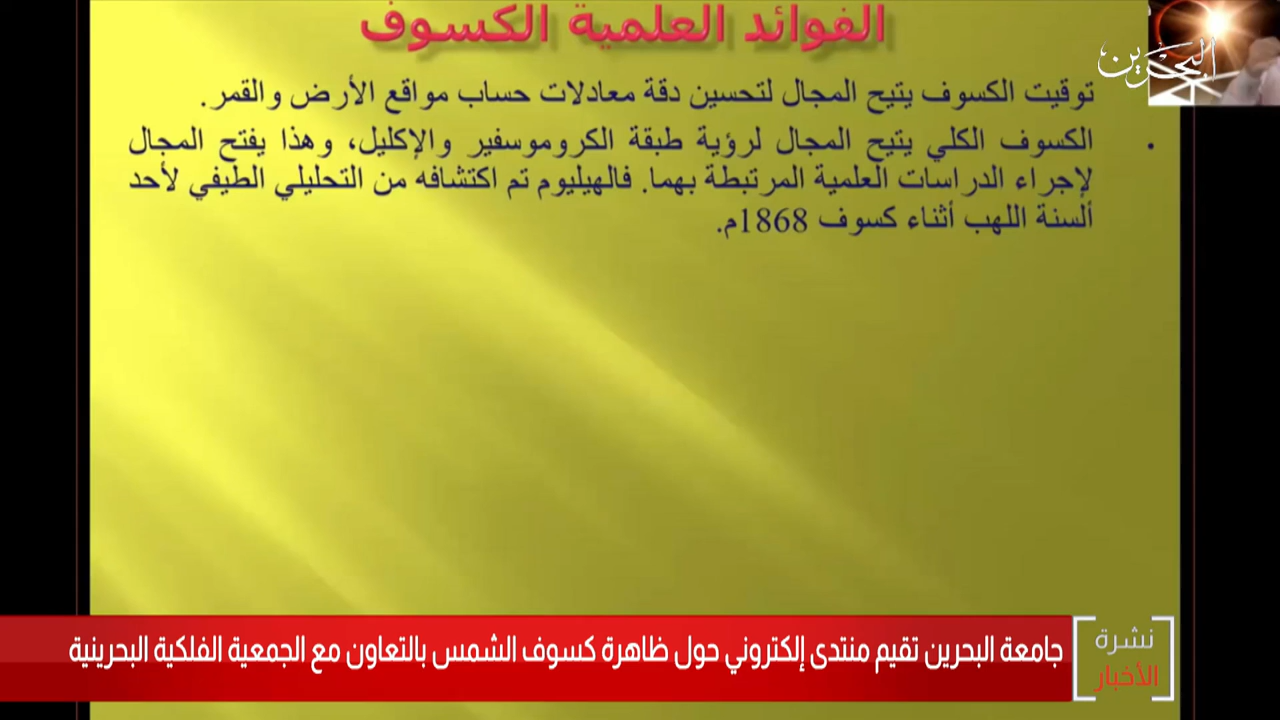 الفوائد العلمية الكسوف
البحرين
توقيت الكسوف يتيح المجال لتحسين دقة معادلات حساب مواقع الأرض والقمر.
• الكسوف الكلي يتيح المجال لرؤية طبقة الكروموسفير والإكليل، وهذا يفتح المجال
لإجراء الدراسات العلمية المرتبطة بهما. فالهيليوم تم اكتشافه من التحليلي الطيفي لأحد
ألسنة اللهب أثناء كسوف 1868م.
نشرة
الأخبار
جامعة البحرين تقيم منتدى إلكتروني حول ظاهرة كسوف الشمس بالتعاون مع الجمعية الفلكية البحرينية